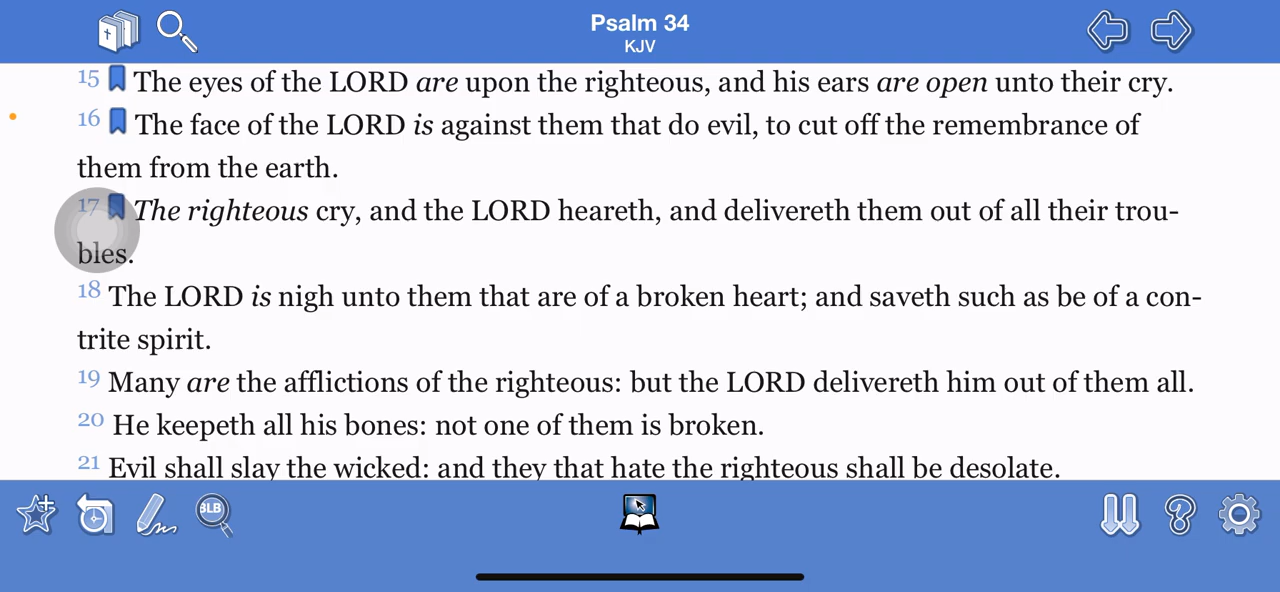 Psalm 34
KJV
15 The eyes of the LORD are upon the righteous, and his ears are open unto their cry.
16 The face of the LORD is against them that do evil, to cut off the remembrance of
them from the earth.
17 The righteous cry, and the LORD heareth, and delivereth them out of all their trou-
bles.
18 The LORD is nigh unto them that are of a broken heart; and saveth such as be of a con-
trite spirit.
19 Many are the afflictions of the righteous: but the LORD delivereth him out of them all.
20 He keepeth all his bones: not one of them is broken.
21 Evil shall slay the wicked: and they that hate the righteous shall be desolate.
BLB